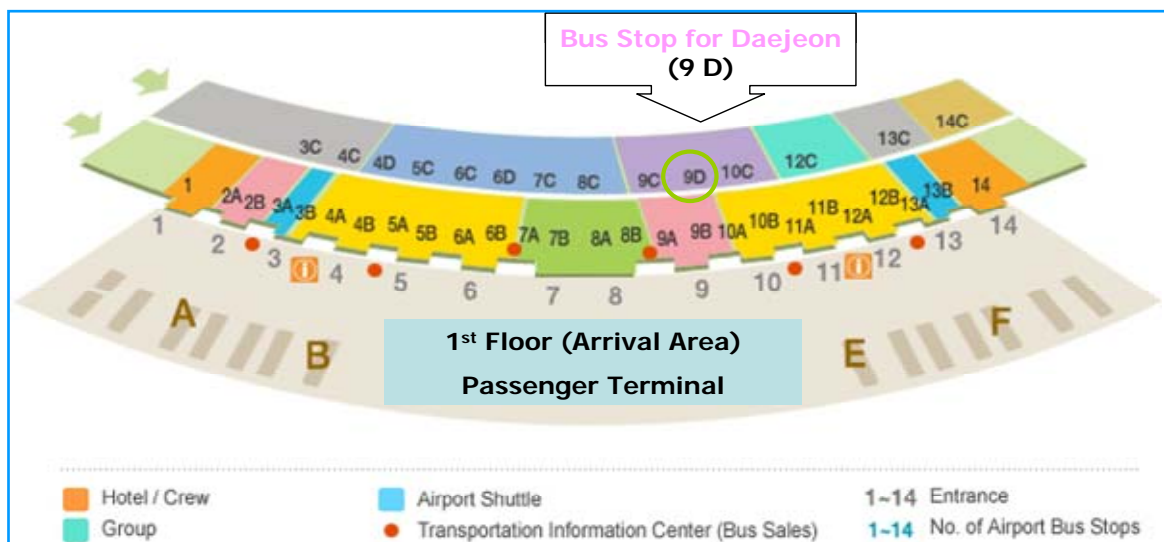 Bus Stop for Daejeon
(9 D)
3C 4C 4D 5C 6C 6D 7C 8C 9C 9D 10C 12C 13C 14C
1 2A 2B 3A 3B 4A 4B 5A 5B 6A 6B 7A 7B 8A 8B 9A 9B 10A 10B 11A 11B 12A 12B 13A 13B 14
1 2 3 4 5 6 7 8 9 10 11 12 13 14
A B E F
1st Floor (Arrival Area)
Passenger Terminal
Hotel / Crew Airport Shuttle 1~14 Entrance
Group Transportation Information Center (Bus Sales) 1~14 No. of Airport Bus Stops